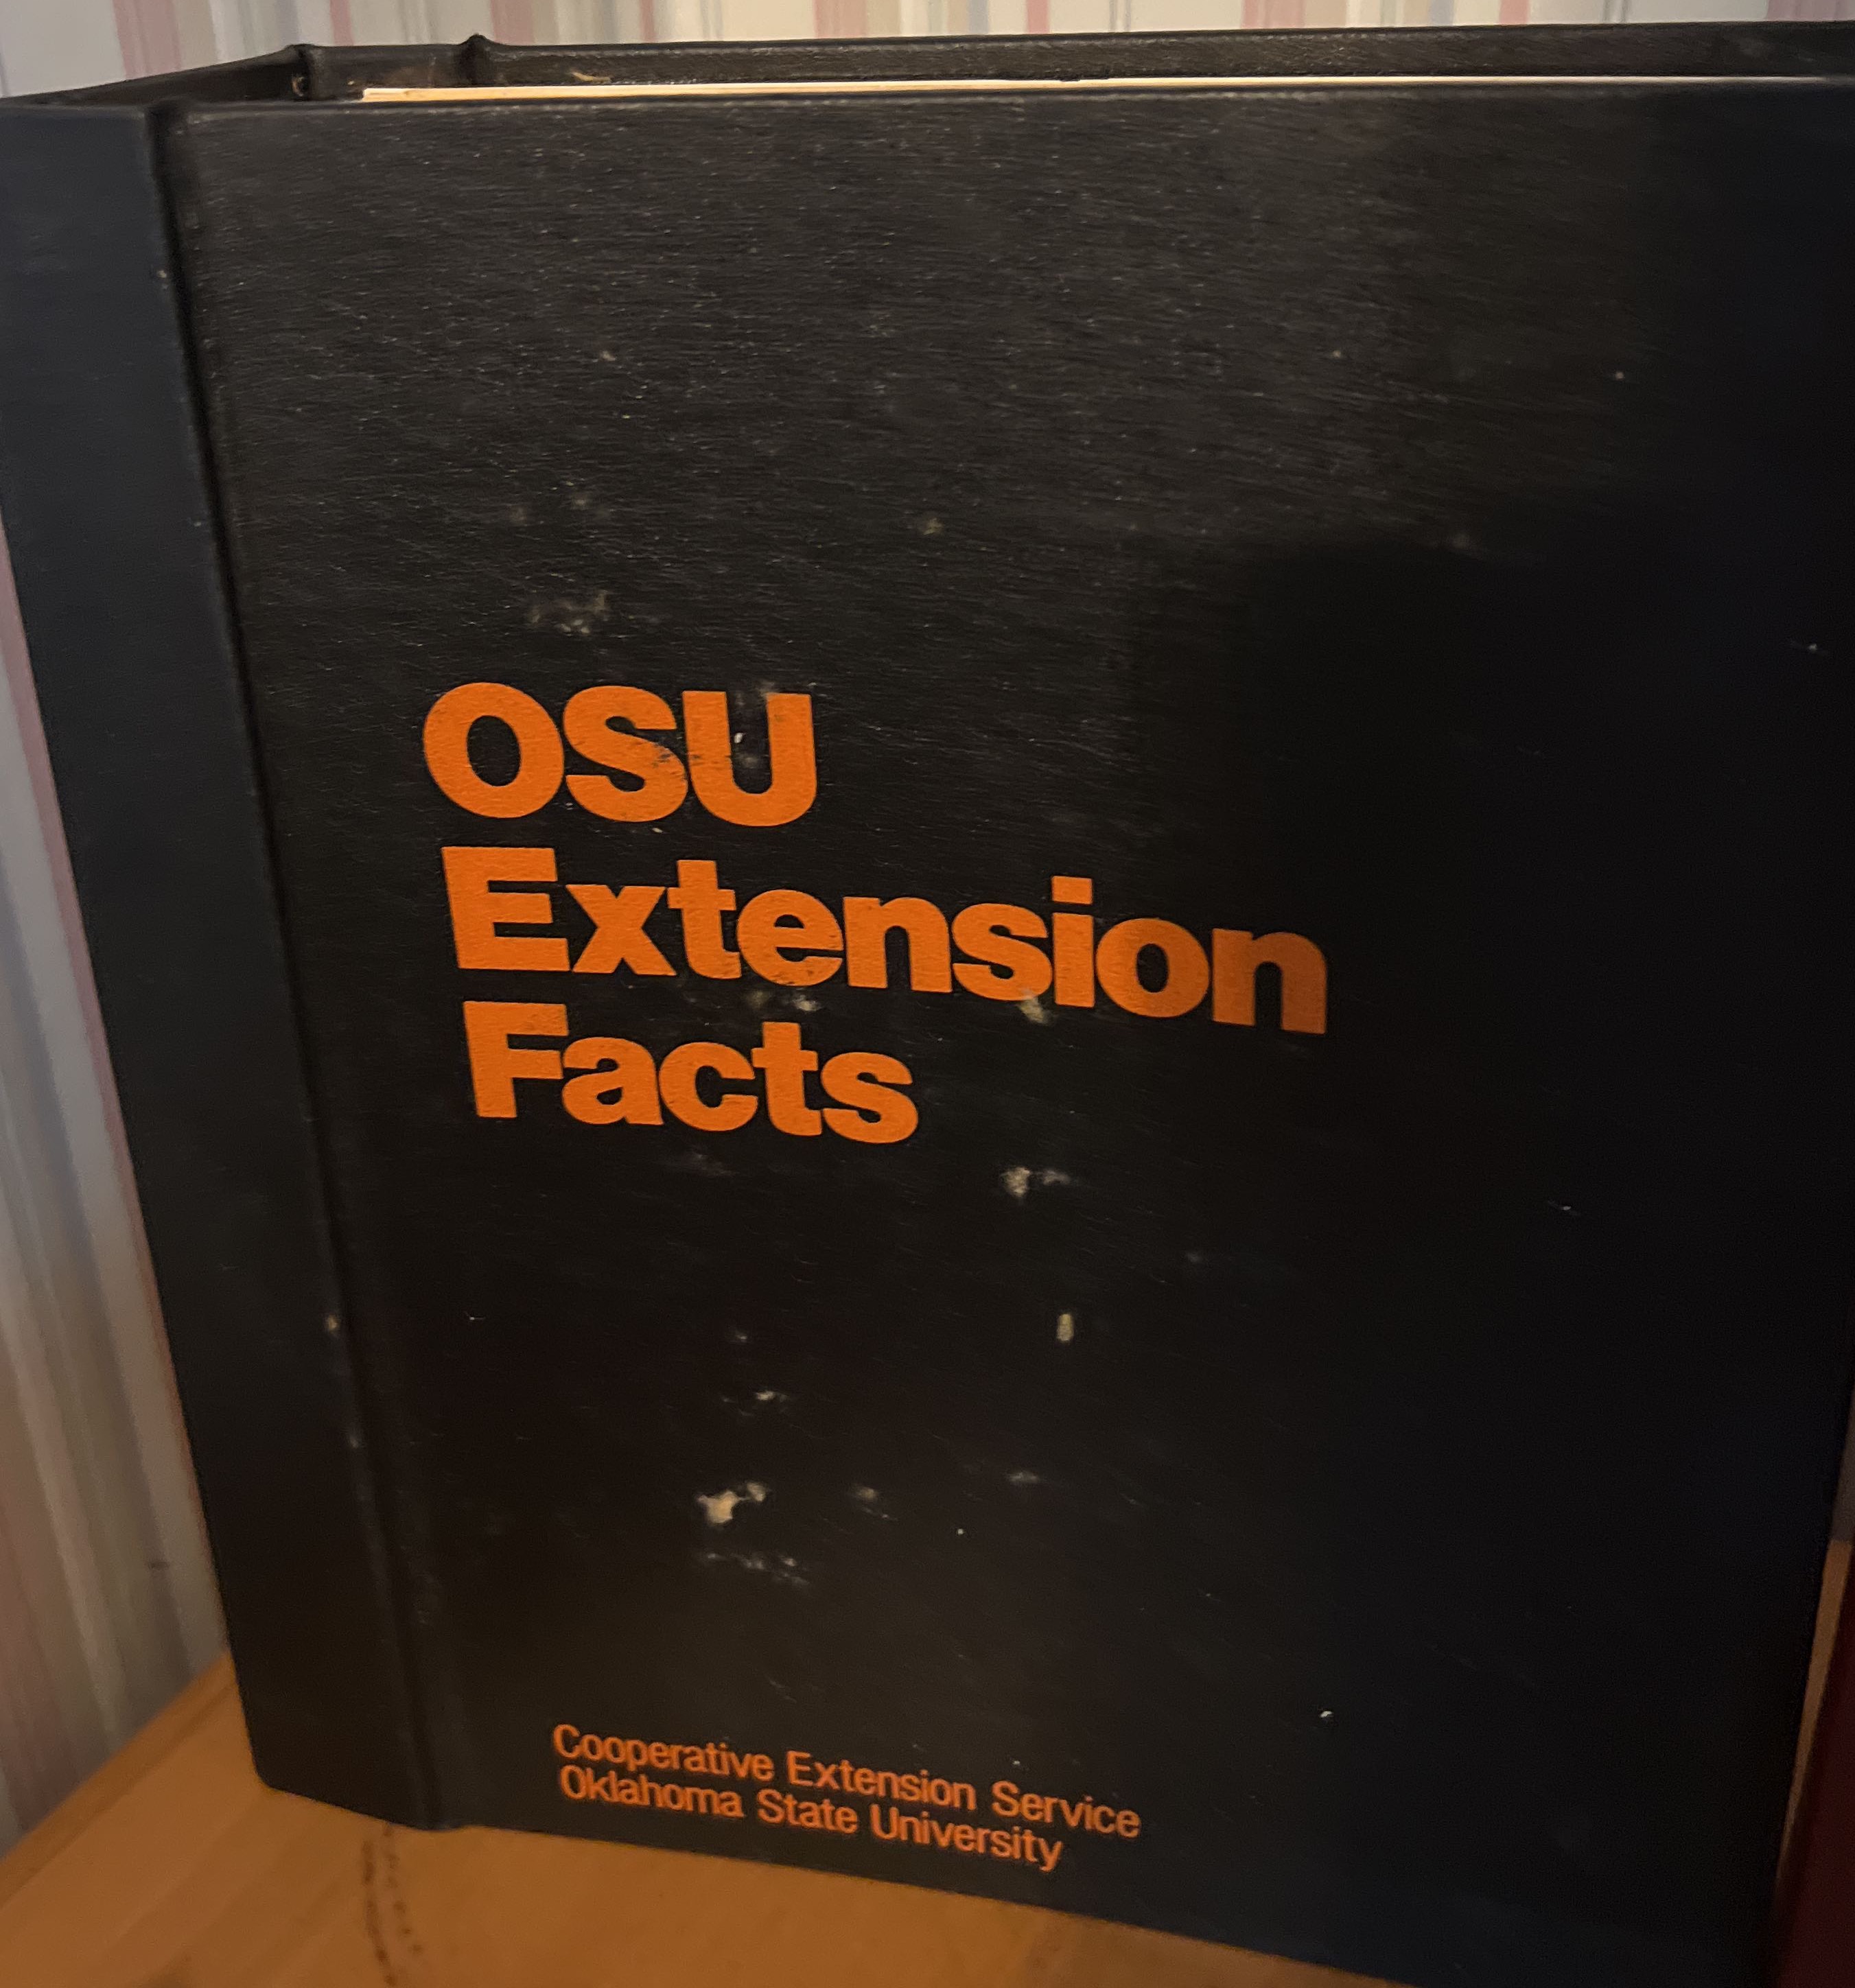 OSU
Extension
Facts
Cooperative Extension Service
Oklahoma State University